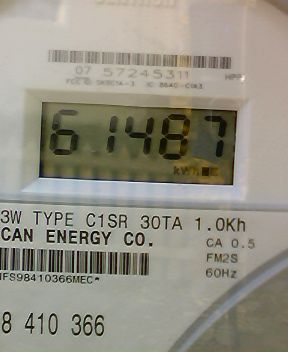 07 57245311
61487
kWh
3W TYPE C1SR 30TA 1.0Kh
CAN ENERGY CO.
CA 0.5
FM2S
60Hz
IFS98410366MEC*
8 410 366